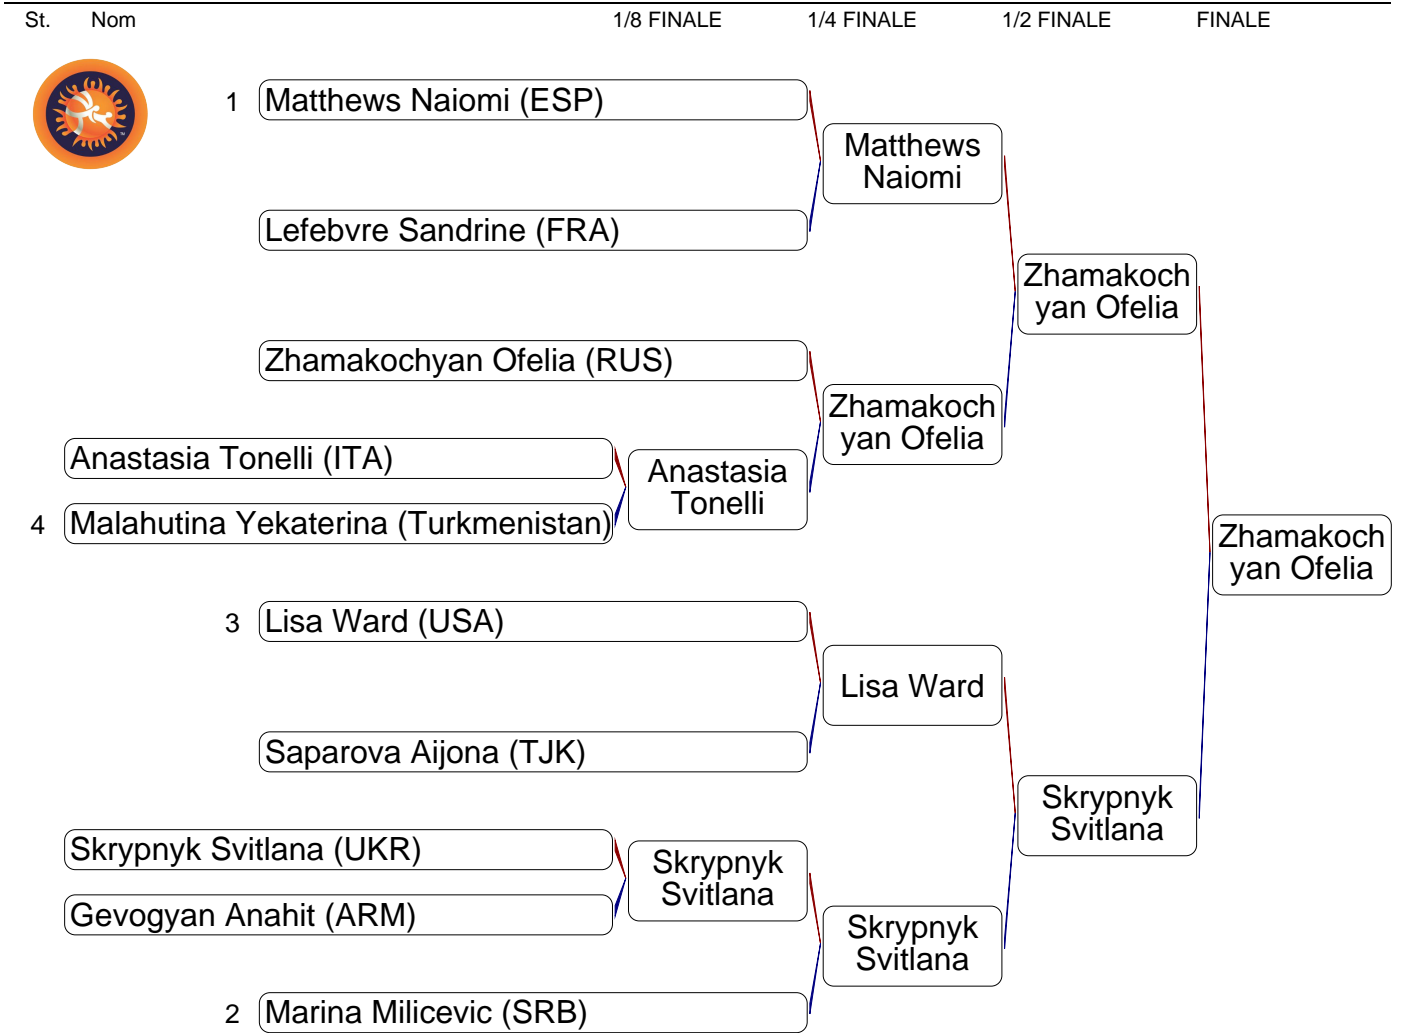 St. Nom 1/8 FINALE 1/4 FINALE 1/2 FINALE FINALE
1 Matthews Naiomi (ESP)
Matthews
Naiomi
Lefebvre Sandrine (FRA)
Zhamakoch
yan Ofelia
Zhamakochyan Ofelia (RUS)
Zhamakoch
yan Ofelia
Anastasia Tonelli (ITA)
Anastasia
Tonelli
4 Malahutina Yekaterina (Turkmenistan)
Zhamakoch
yan Ofelia
3 Lisa Ward (USA)
Lisa Ward
Saparova Aijona (TJK)
Skrypnyk
Svitlana
Skrypnyk Svitlana (UKR)
Skrypnyk
Svitlana
Gevogyan Anahit (ARM)
Skrypnyk
Svitlana
2 Marina Milicevic (SRB)